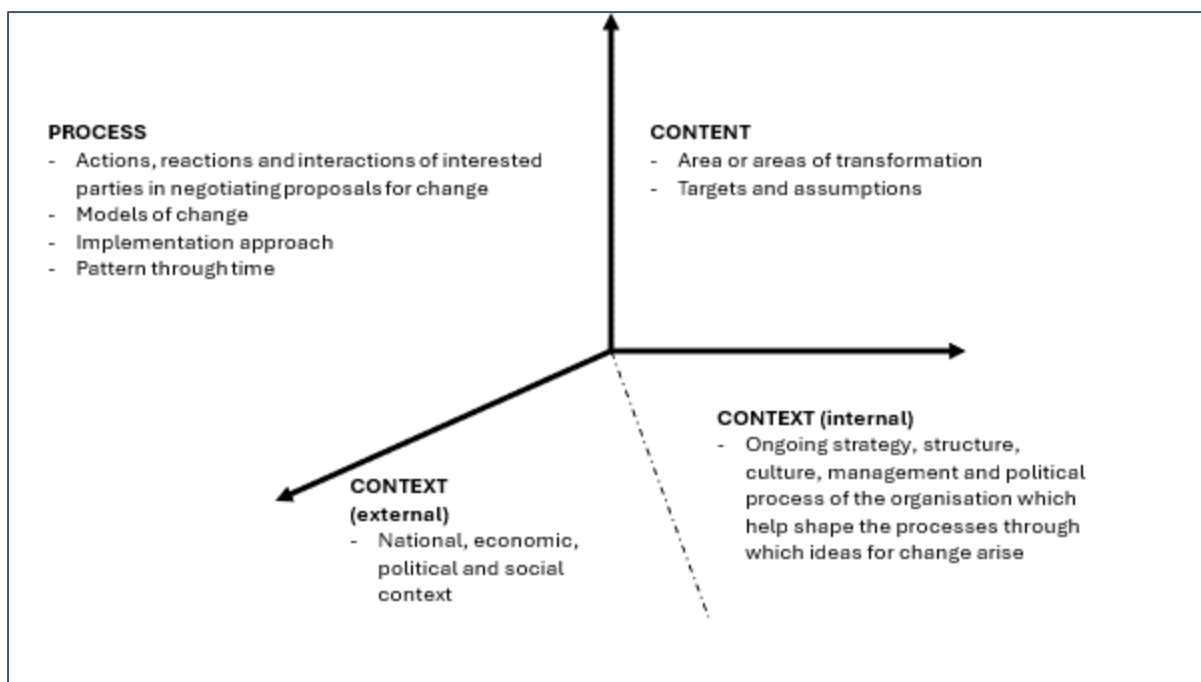 PROCESS
- Actions, reactions and interactions of interested
parties in negotiating proposals for change
- Models of change
- Implementation approach
- Pattern through time
CONTENT
- Area or areas of transformation
- Targets and assumptions
CONTEXT
(external)
- National, economic,
political and social
context
CONTEXT (internal)
- Ongoing strategy, structure,
culture, management and political
process of the organisation which
help shape the processes through
which ideas for change arise